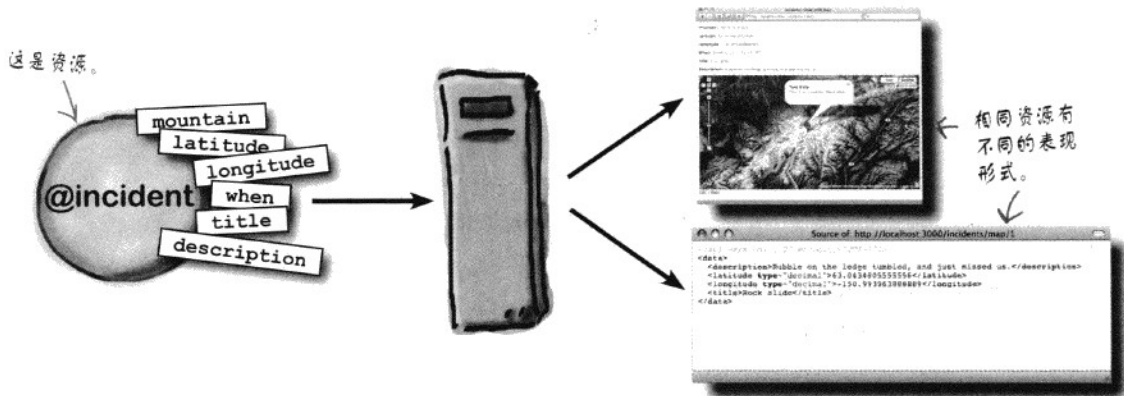 这是资源。
@incident
mountain
latitude
longitude
when
title
description
相同资源有
不同的表现
形式。
Source of http://localhost:3000/incidents/map/1
<data>
<description>Rubble on the ledge tumbled, and just missed us.</description>
<latitude type="decimal">63.0434805555556</latitude>
<longitude type="decimal">-150.993963888889</longitude>
<title>Rock slide</title>
</data>